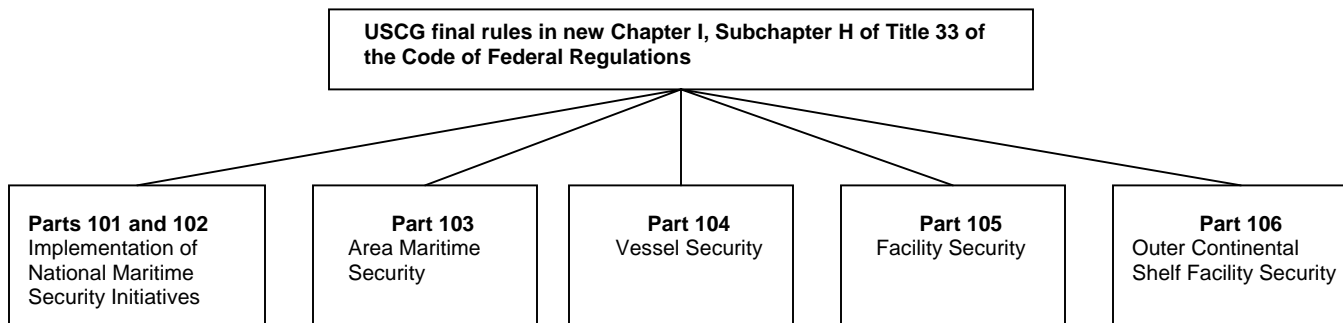 USCG final rules in new Chapter I, Subchapter H of Title 33 of
the Code of Federal Regulations
Parts 101 and 102
Implementation of
National Maritime
Security Initiatives
Part 103
Area Maritime
Security
Part 104
Vessel Security
Part 105
Facility Security
Part 106
Outer Continental
Shelf Facility Security